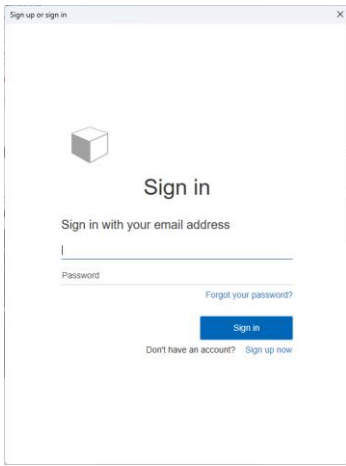 Sign up or sign in
Sign in
Sign in with your email address
Password
Forgot your password?
Sign in
Don't have an account? Sign up now